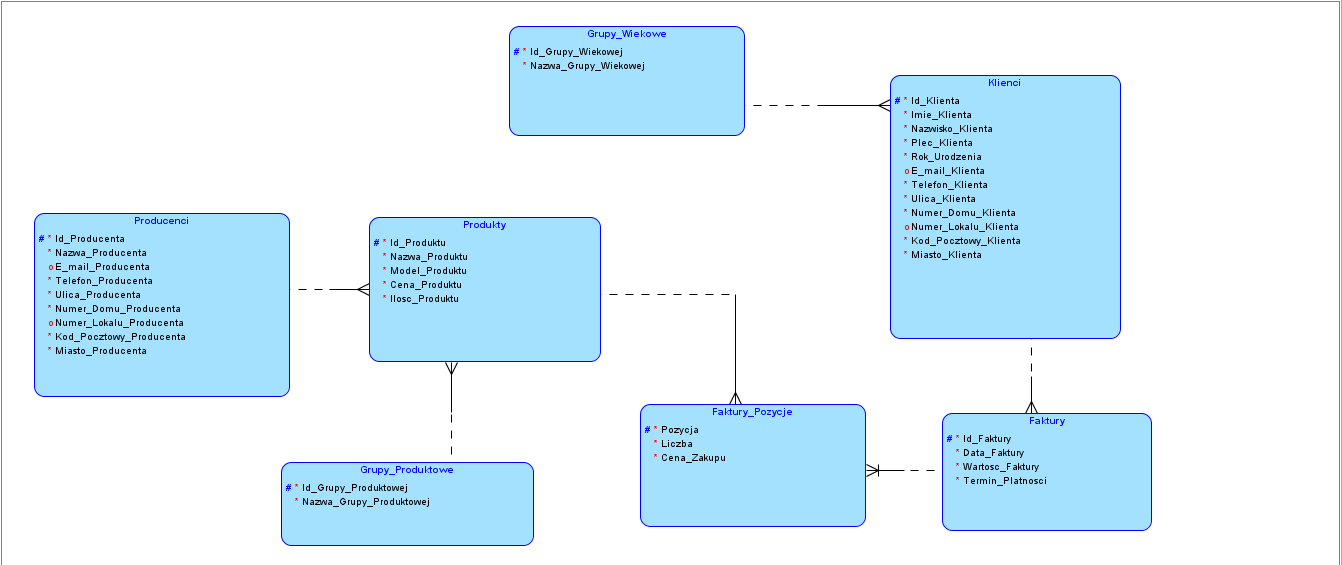 Grupy_Wiekowe
# * Id_Grupy_Wiekowej
* Nazwa_Grupy_Wiekowej
Klienci
# * Id_Klienta
* Imie_Klienta
* Nazwisko_Klienta
* Plec_Klienta
* Rok_Urodzenia
o E_mail_Klienta
* Telefon_Klienta
* Ulica_Klienta
* Numer_Domu_Klienta
o Numer_Lokalu_Klienta
* Kod_Pocztowy_Klienta
* Miasto_Klienta
Producenci
# * Id_Producenta
* Nazwa_Producenta
o E_mail_Producenta
* Telefon_Producenta
* Ulica_Producenta
* Numer_Domu_Producenta
o Numer_Lokalu_Producenta
* Kod_Pocztowy_Producenta
* Miasto_Producenta
Produkty
# * Id_Produktu
* Nazwa_Produktu
* Model_Produktu
* Cena_Produktu
* Ilosc_Produktu
Faktury_Pozycje
# * Pozycja
* Liczba
* Cena_Zakupu
Faktury
# * Id_Faktury
* Data_Faktury
* Wartosc_Faktury
* Termin_Platnosci
Grupy_Produktowe
# * Id_Grupy_Produktowej
* Nazwa_Grupy_Produktowej